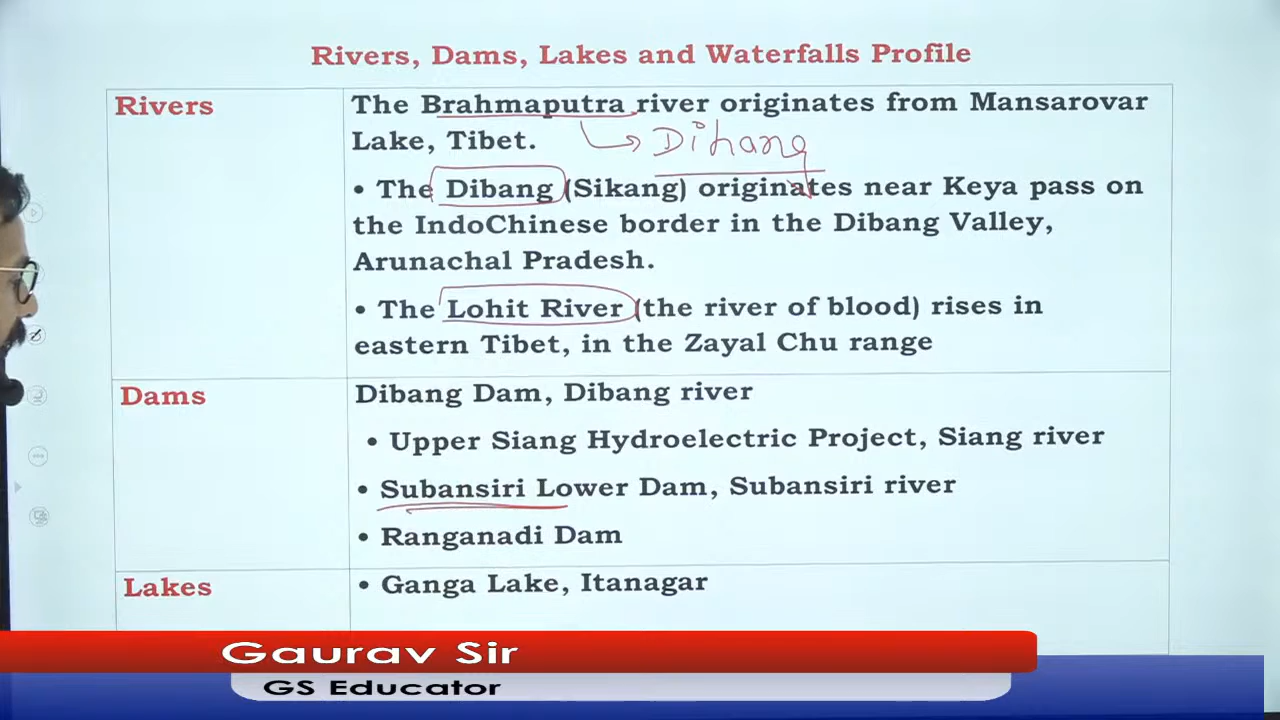 Rivers, Dams, Lakes and Waterfalls Profile
Rivers
The Brahmaputra river originates from Mansarovar
Lake, Tibet.
Dihang
• The Dibang (Sikang) originates near Keya pass on
the IndoChinese border in the Dibang Valley,
Arunachal Pradesh.
• The Lohit River (the river of blood) rises in
eastern Tibet, in the Zayal Chu range
Dams
Dibang Dam, Dibang river
• Upper Siang Hydroelectric Project, Siang river
• Subansiri Lower Dam, Subansiri river
• Ranganadi Dam
Lakes
• Ganga Lake, Itanagar
Gaurav Sir
GS Educator